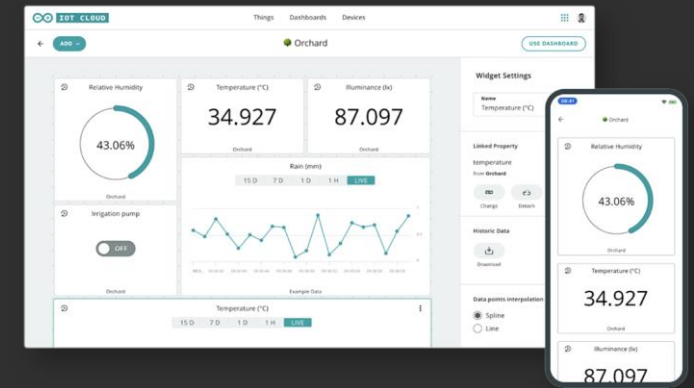 IOT CLOUD
Things Dashboards Devices
ADD
Orchard
USE DASHBOARD
Relative Humidity
43.06%
Orchard
Temperature (°C)
34.927
Orchard
Illuminance (lx)
87.097
Orchard
Rain (mm)
15 D 7 D 1 D 1 H LIVE
Example Data
Irrigation pump
OFF
Orchard
Temperature (°C)
15 D 7 D 1 D 1 H LIVE
Widget Settings
Name
Temperature (°C)
Linked Property
temperature
from Orchard
Change Detach
Historic Data
Download
Data points interpolation
Spline
Line
Orchard
Relative Humidity
43.06%
Orchard
Temperature (°C)
34.927
Orchard
Illuminance (lx)
87.097